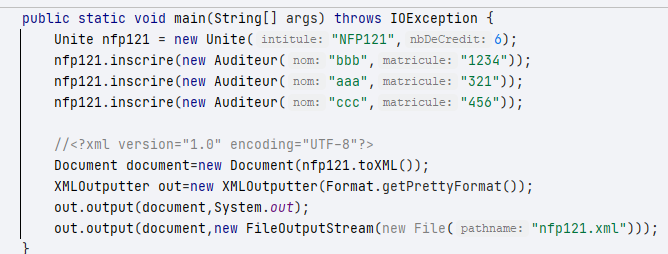 public static void main(String[] args) throws IOException {
Unite nfp121 = new Unite( intitule: "NFP121", nbDeCredit: 6);
nfp121.inscrire(new Auditeur( nom: "bbb", matricule: "1234"));
nfp121.inscrire(new Auditeur( nom: "aaa", matricule: "321"));
nfp121.inscrire(new Auditeur( nom: "ccc", matricule: "456"));
//<?xml version="1.0" encoding="UTF-8"?>
Document document=new Document(nfp121.toXML());
XMLOutputter out=new XMLOutputter(Format.getPrettyFormat());
out.output(document,System.out);
out.output(document,new FileOutputStream(new File( pathname: "nfp121.xml")));
}